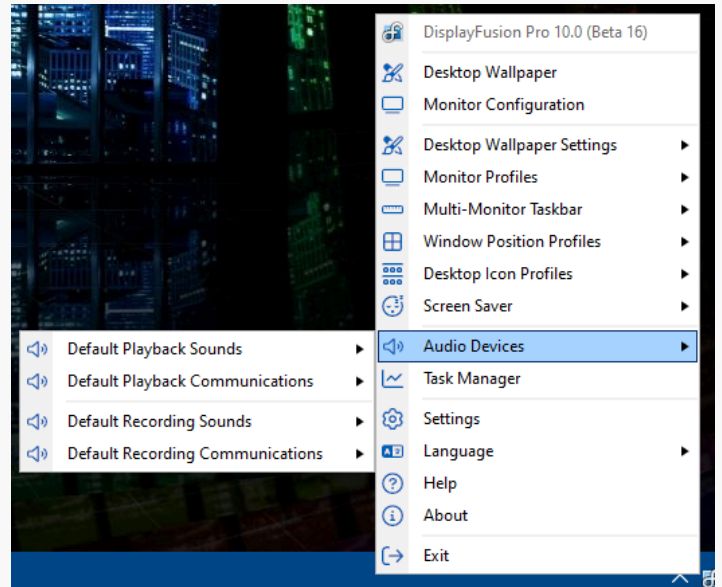 DisplayFusion Pro 10.0 (Beta 16)
Desktop Wallpaper
Monitor Configuration
Desktop Wallpaper Settings
Monitor Profiles
Multi-Monitor Taskbar
Window Position Profiles
Desktop Icon Profiles
Screen Saver
Audio Devices
Default Playback Sounds
Default Playback Communications
Default Recording Sounds
Default Recording Communications
Task Manager
Settings
Language
Help
About
Exit